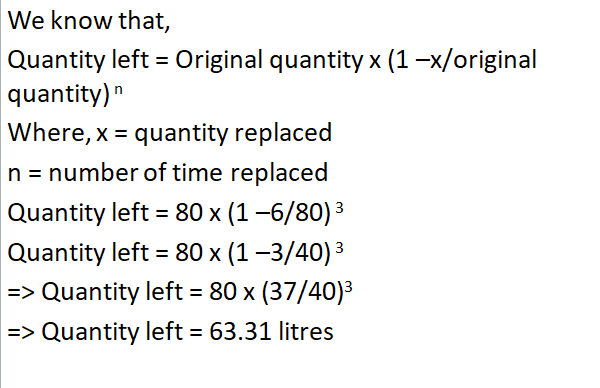 We know that,
Quantity left = Original quantity x (1 –x/original
quantity) ⁿ
Where, x = quantity replaced
n = number of time replaced
Quantity left = 80 x (1 –6/80) ³
Quantity left = 80 x (1 –3/40) ³
=> Quantity left = 80 x (37/40)³
=> Quantity left = 63.31 litres